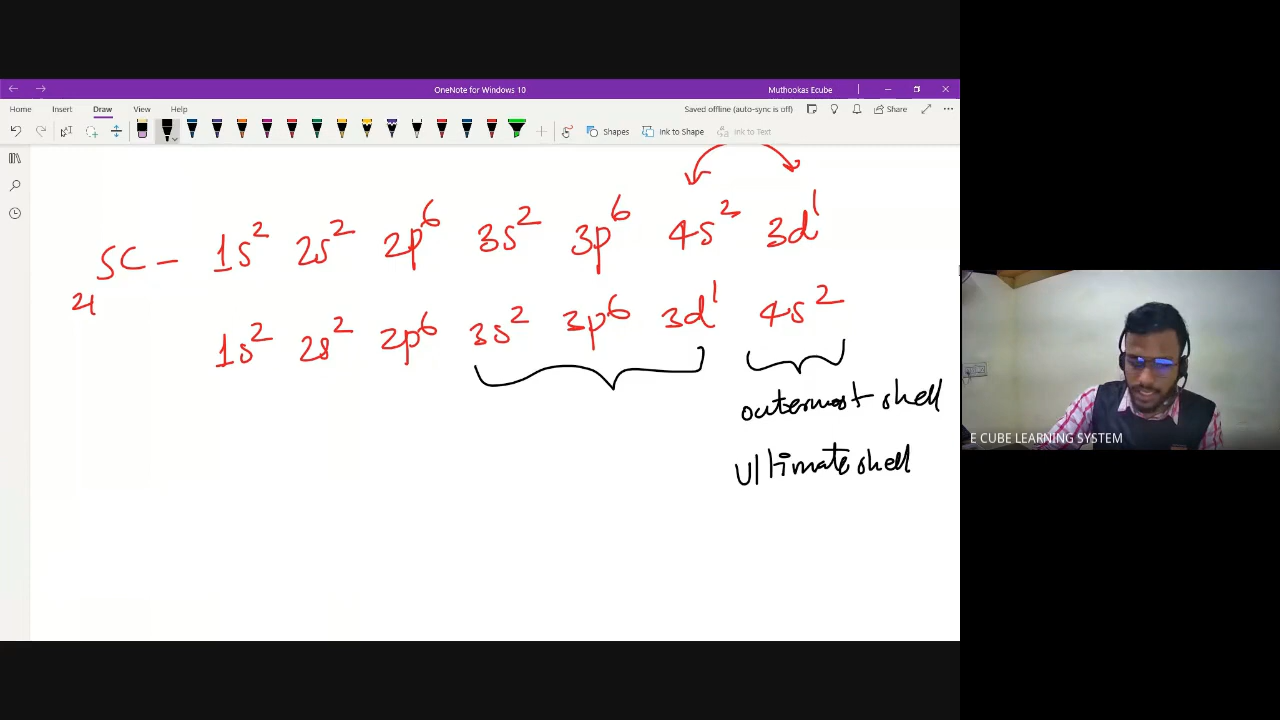 OneNote for Windows 10
Muthookas Ecube
Home Insert Draw View Help
Saved offline (auto-sync is off)
Share
Shapes
Ink to Shape
Ink to Text
21SC - 1s² 2s² 2p⁶ 3s² 3p⁶ 4s² 3d¹
1s² 2s² 2p⁶ 3s² 3p⁶ 3d¹ 4s²
outermost shell
Ultimate shell
E CUBE LEARNING SYSTEM